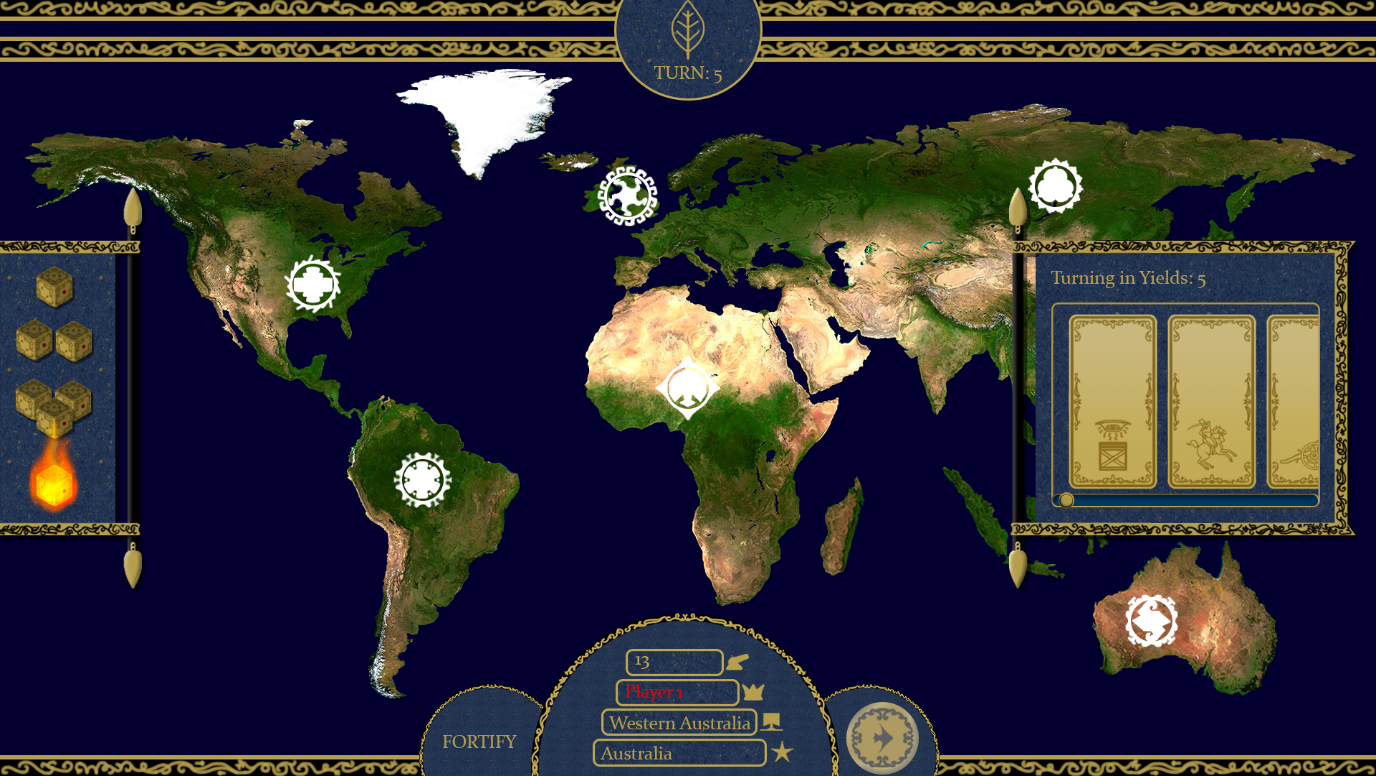 TURN: 5
Turning in Yields: 5
13
Player 1
Western Australia
Australia
FORTIFY